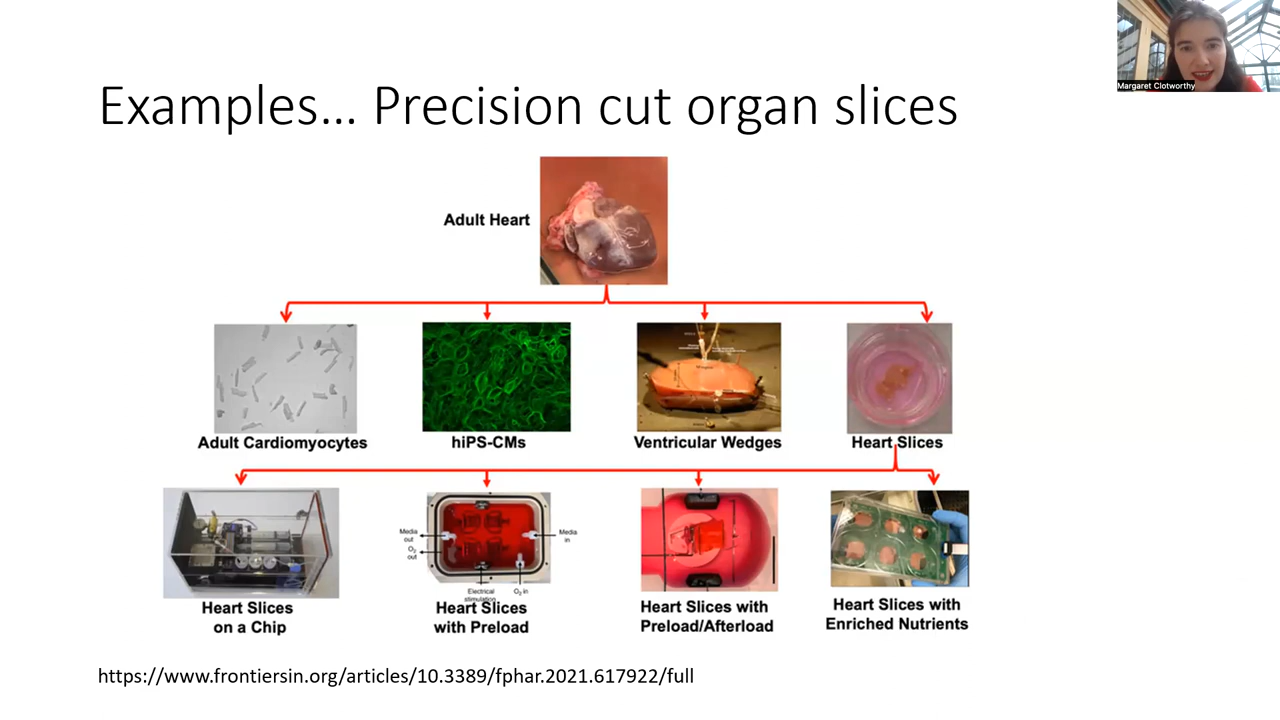 Margaret Clotworthy
Examples... Precision cut organ slices
Adult Heart
Adult Cardiomyocytes
hiPS-CMs
Ventricular Wedges
Heart Slices
Media
out
O2
out
Media
in
Electrical
stimulation
O2 in
Heart Slices
on a Chip
Heart Slices
with Preload
Heart Slices with
Preload/Afterload
Heart Slices with
Enriched Nutrients
https://www.frontiersin.org/articles/10.3389/fphar.2021.617922/full